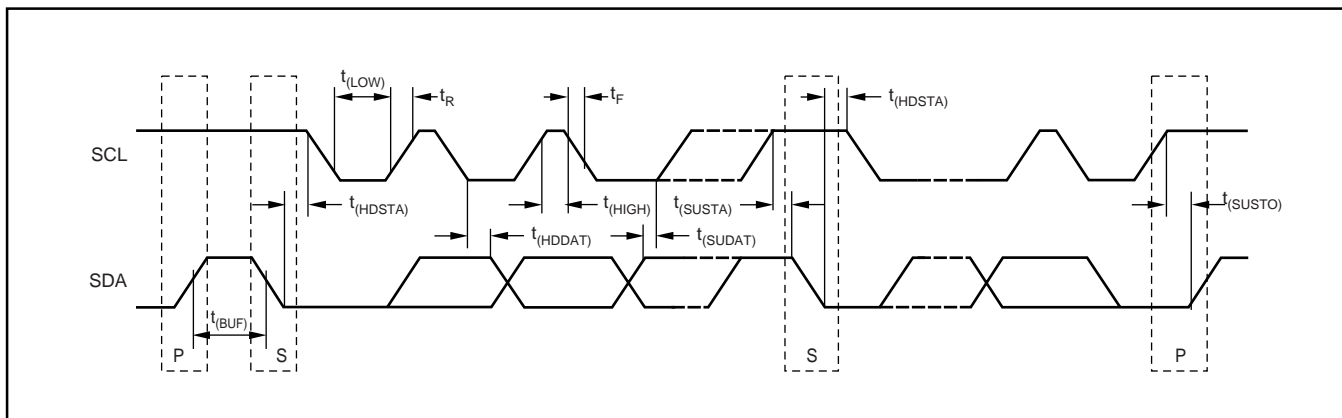 t(LOW)
tR
tF
t(HDSTA)
SCL
t(HDSTA)
t(HIGH)
t(SUSTA)
t(SUSTO)
t(HDDAT)
t(SUDAT)
SDA
t(BUF)
P
S
S
P